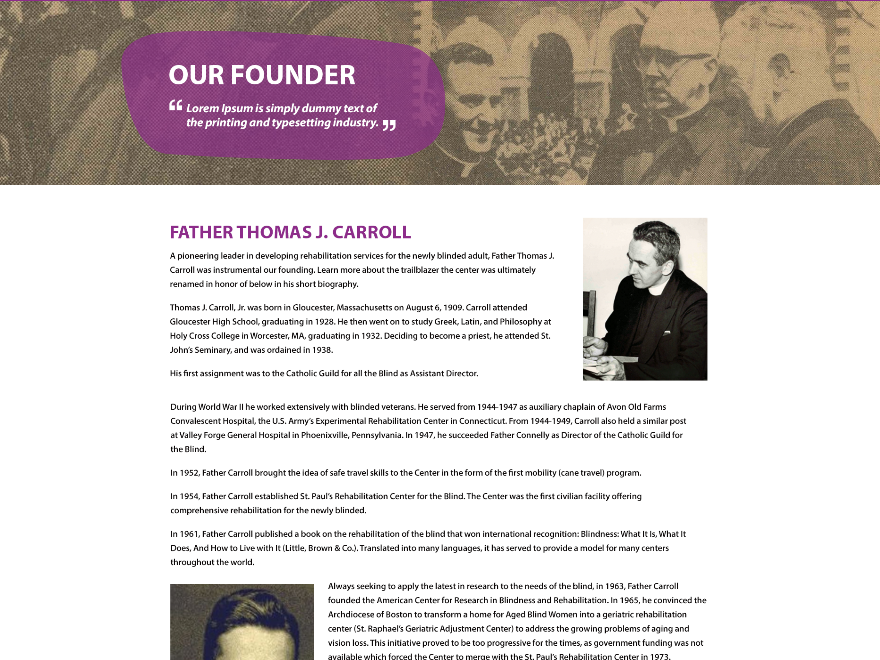 OUR FOUNDER
“ Lorem Ipsum is simply dummy text of
the printing and typesetting industry. ”
FATHER THOMAS J. CARROLL
A pioneering leader in developing rehabilitation services for the newly blinded adult, Father Thomas J.
Carroll was instrumental our founding. Learn more about the trailblazer the center was ultimately
renamed in honor of below in his short biography.
Thomas J. Carroll, Jr. was born in Gloucester, Massachusetts on August 6, 1909. Carroll attended
Gloucester High School, graduating in 1928. He then went on to study Greek, Latin, and Philosophy at
Holy Cross College in Worcester, MA, graduating in 1932. Deciding to become a priest, he attended St.
John's Seminary, and was ordained in 1938.
His first assignment was to the Catholic Guild for all the Blind as Assistant Director.
During World War II he worked extensively with blinded veterans. He served from 1944-1947 as auxiliary chaplain of Avon Old Farms
Convalescent Hospital, the U.S. Army's Experimental Rehabilitation Center in Connecticut. From 1944-1949, Carroll also held a similar post
at Valley Forge General Hospital in Phoenixville, Pennsylvania. In 1947, he succeeded Father Connelly as Director of the Catholic Guild for
the Blind.
In 1952, Father Carroll brought the idea of safe travel skills to the Center in the form of the first mobility (cane travel) program.
In 1954, Father Carroll established St. Paul's Rehabilitation Center for the Blind. The Center was the first civilian facility offering
comprehensive rehabilitation for the newly blinded.
In 1961, Father Carroll published a book on the rehabilitation of the blind that won international recognition: Blindness: What It Is, What It
Does, And How to Live with It (Little, Brown & Co.). Translated into many languages, it has served to provide a model for many centers
throughout the world.
Always seeking to apply the latest in research to the needs of the blind, in 1963, Father Carroll
founded the American Center for Research in Blindness and Rehabilitation. In 1965, he convinced the
Archdiocese of Boston to transform a home for Aged Blind Women into a geriatric rehabilitation
center (St. Raphael's Geriatric Adjustment Center) to address the growing problems of aging and
vision loss. This initiative proved to be too progressive for the times, as government funding was not
available which forced the Center to merge with the St. Paul's Rehabilitation Center in 1973.